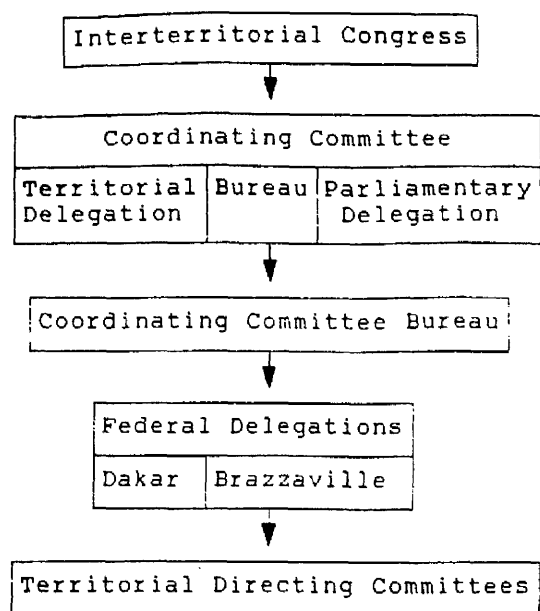 Interterritorial Congress
Coordinating Committee
Territorial Delegation
Bureau
Parliamentary Delegation
Coordinating Committee Bureau
Federal Delegations
Dakar
Brazzaville
Territorial Directing Committees